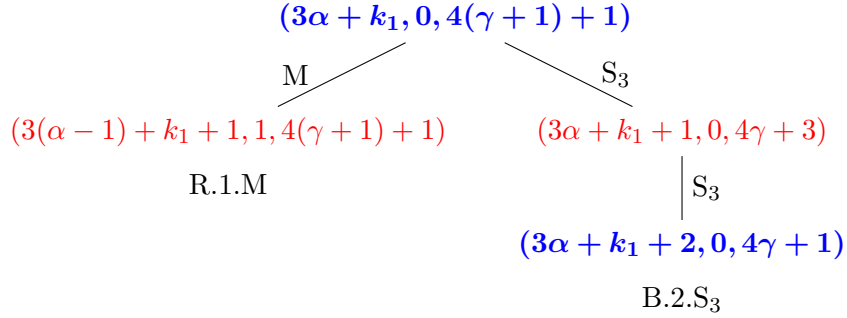 (3α + k₁, 0, 4(γ + 1) + 1)
M
S₃
(3(α − 1) + k₁ + 1, 1, 4(γ + 1) + 1)
(3α + k₁ + 1, 0, 4γ + 3)
R.1.M
S₃
(3α + k₁ + 2, 0, 4γ + 1)
B.2.S₃